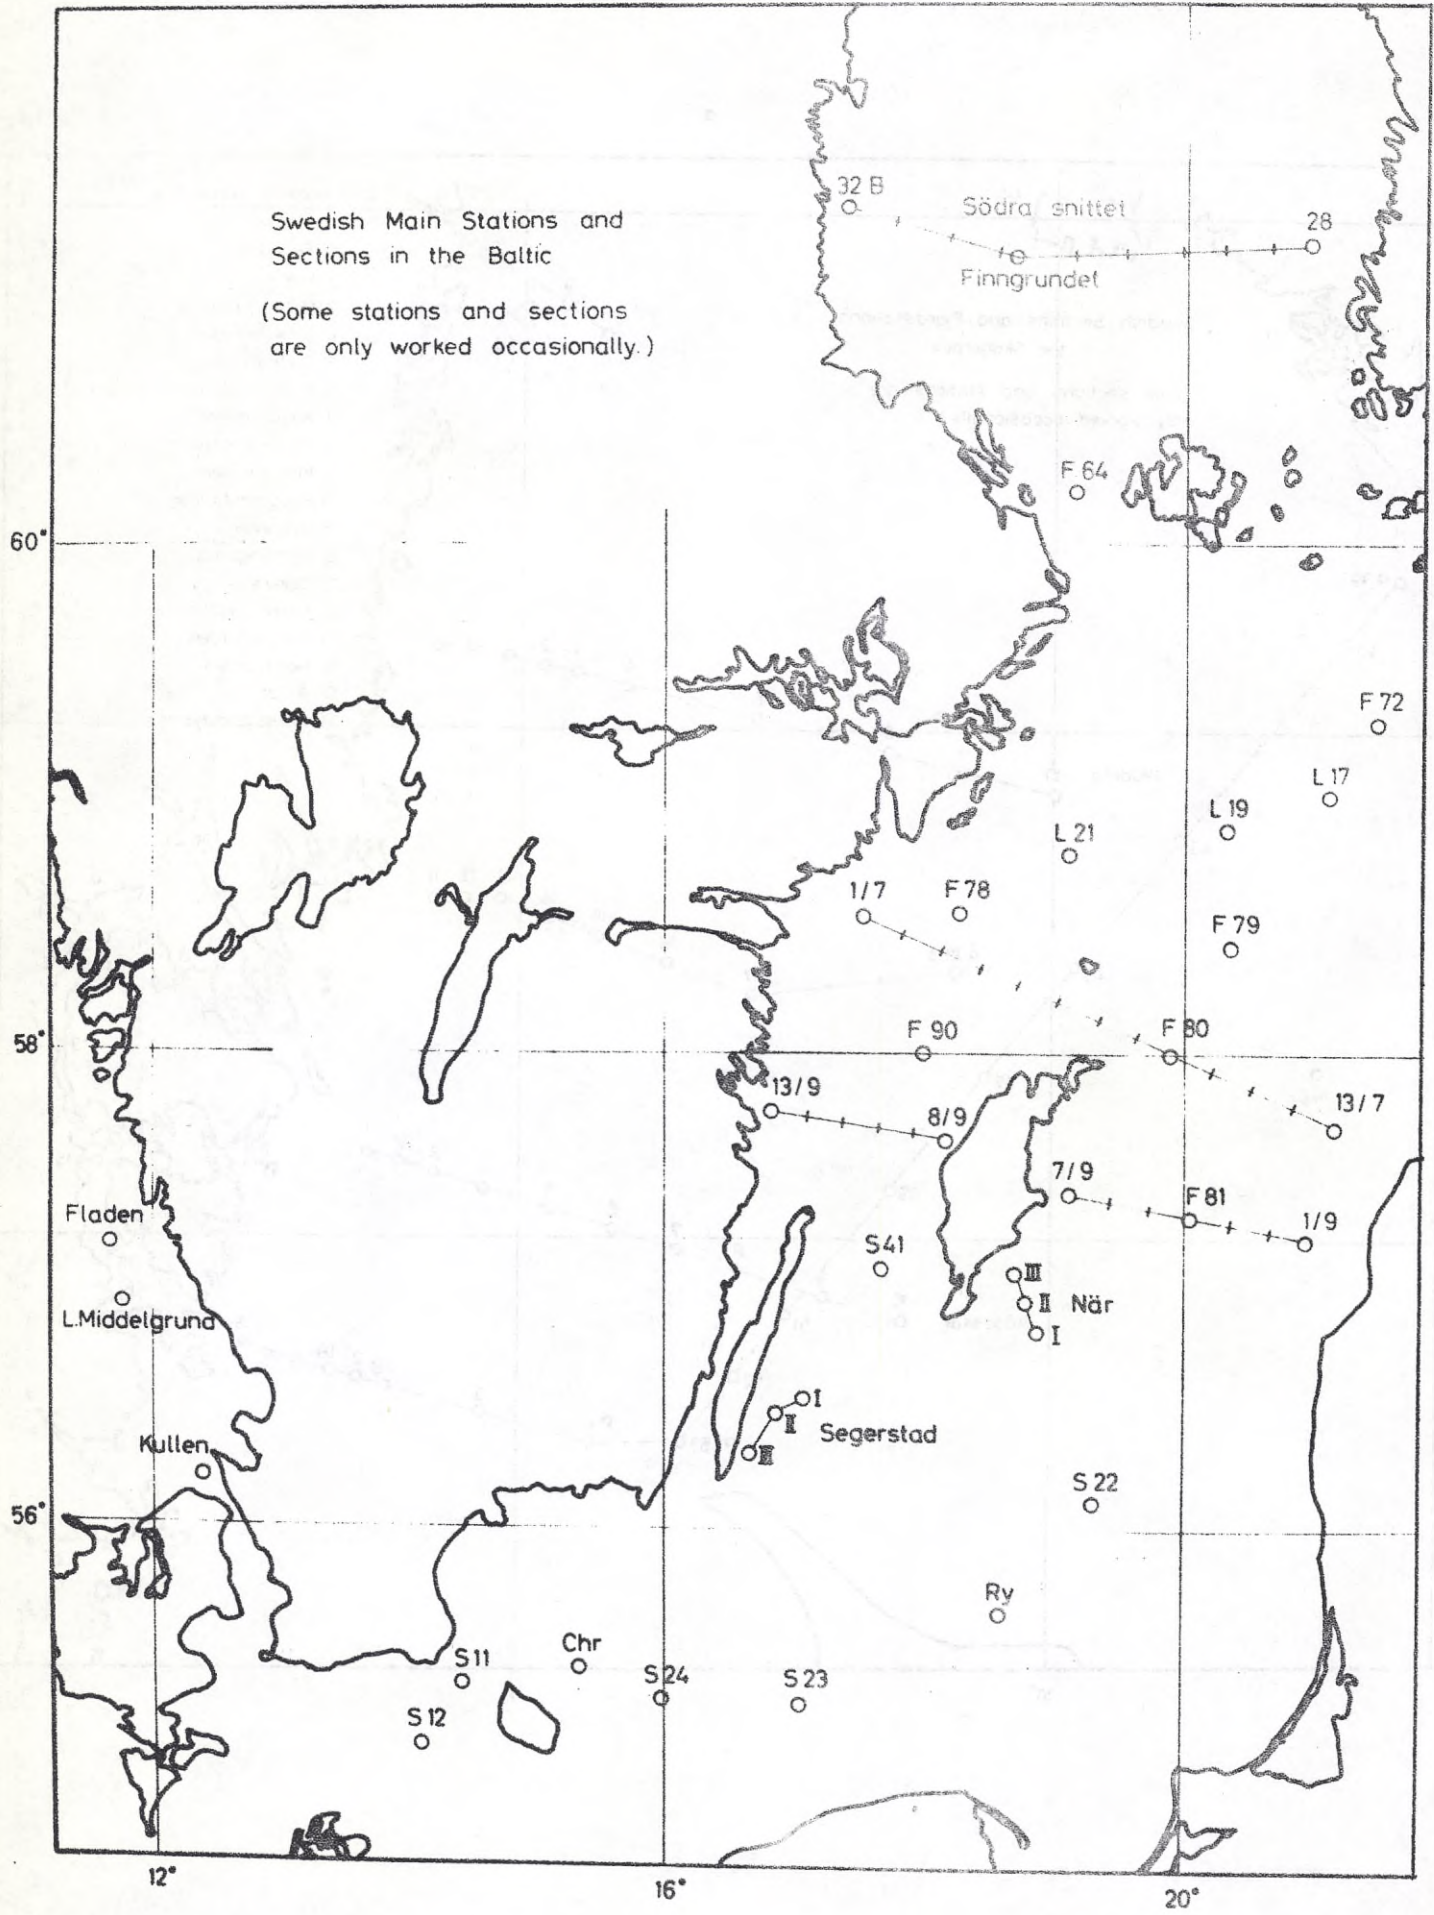 Swedish Main Stations and
Sections in the Baltic
(Some stations and sections
are only worked occasionally.)
32 B
Södra snittet
28
Finngrundet
F 64
60°
F 72
L 17
L 19
L 21
1/7
F 78
F 79
58°
F 90
F 80
13/9
8/9
13/7
7/9
F 81
1/9
Fladen
S 41
III
II När
I
L.Middelgrund
I
II
Segerstad
III
Kullen
S 22
56°
Ry
Chr
S 11
S 24
S 23
S 12
12°
16°
20°